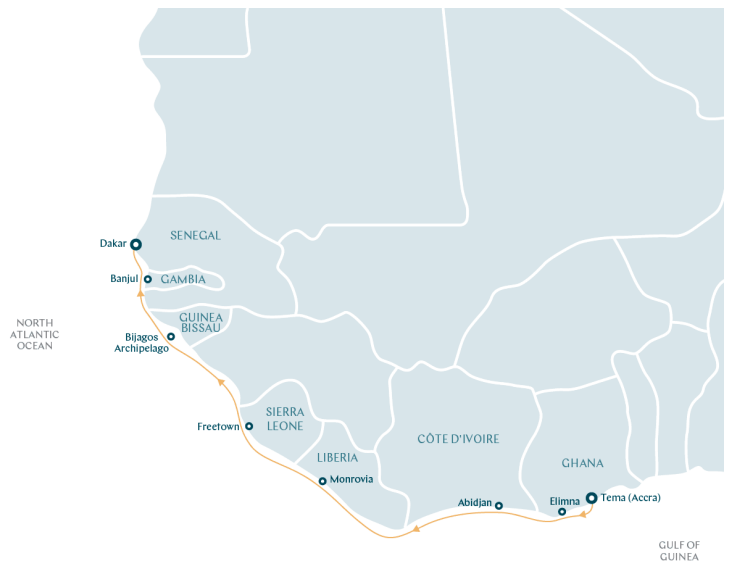 SENEGAL
Dakar
Banjul
GAMBIA
GUINEA
BISSAU
NORTH
ATLANTIC
OCEAN
Bijagos
Archipelago
SIERRA
LEONE
Freetown
CÔTE D'IVOIRE
LIBERIA
GHANA
Monrovia
Abidjan
Elimna
Tema (Accra)
GULF OF
GUINEA